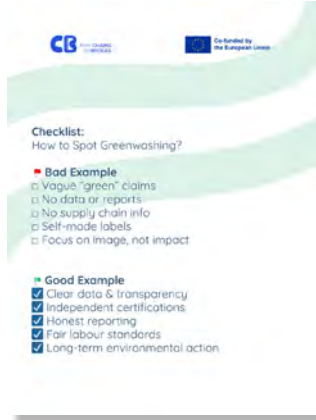 CB
Co-funded by
the European Union
Checklist:
How to Spot Greenwashing?
Bad Example
Vague "green" claims
No data or reports
No supply chain info
Self-made labels
Focus on image, not impact
Good Example
Clear data & transparency
Independent certifications
Honest reporting
Fair labour standards
Long-term environmental action